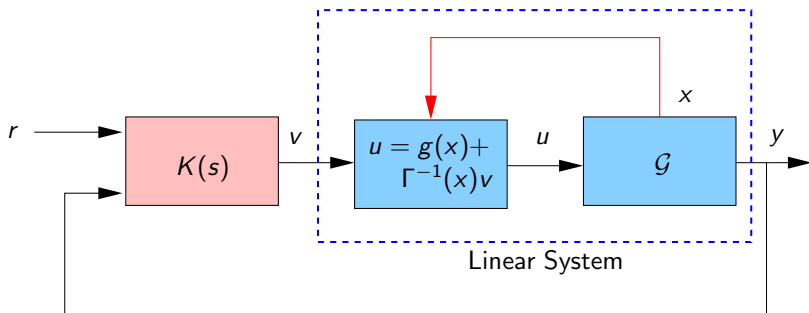 r
K(s)
v
u = g(x)+
Γ⁻¹(x)v
u
𝒢
x
y
Linear System